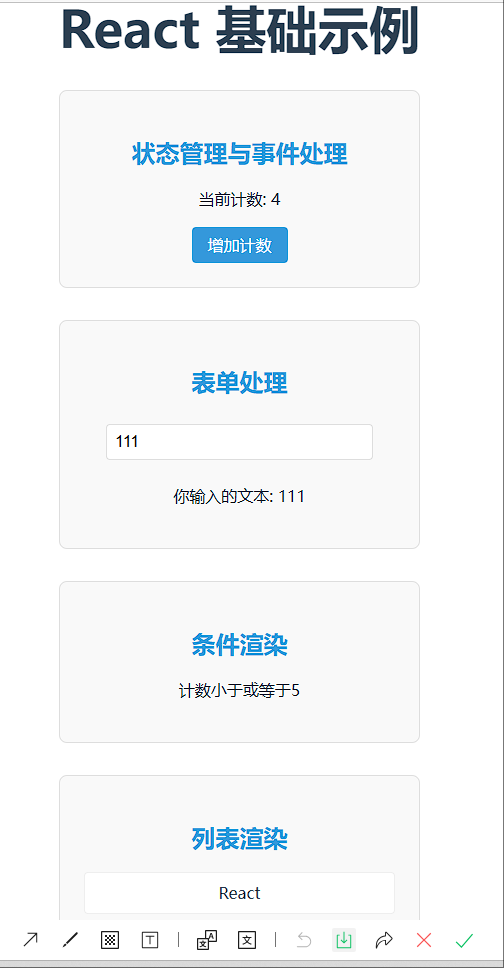 React 基础示例
状态管理与事件处理
当前计数: 4
增加计数
表单处理
111
你输入的文本: 111
条件渲染
计数小于或等于5
列表渲染
React